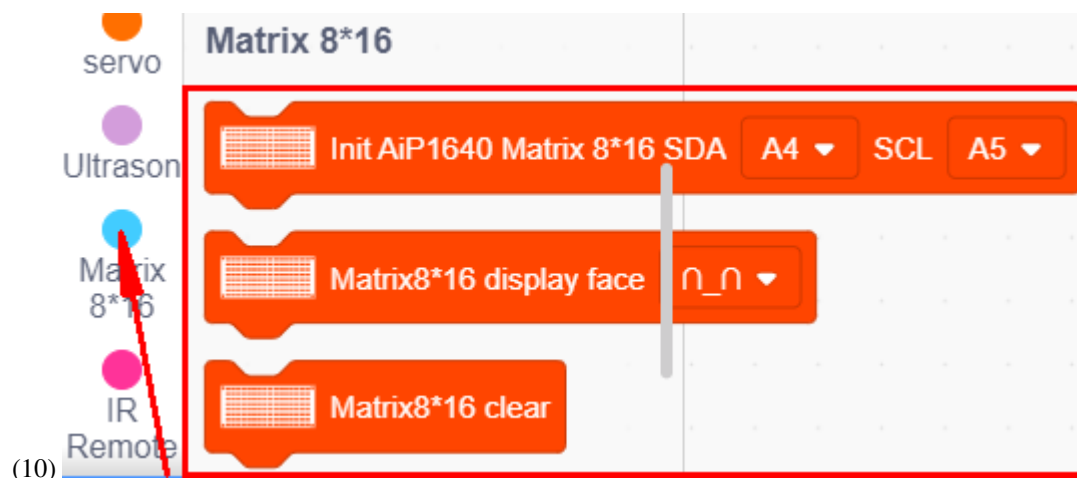 servo
Matrix 8*16
Ultrason
Init AiP1640 Matrix 8*16 SDA A4 SCL A5
Matrix
8*16
Matrix8*16 display face ∩_∩
IR
Remote
Matrix8*16 clear
(10)